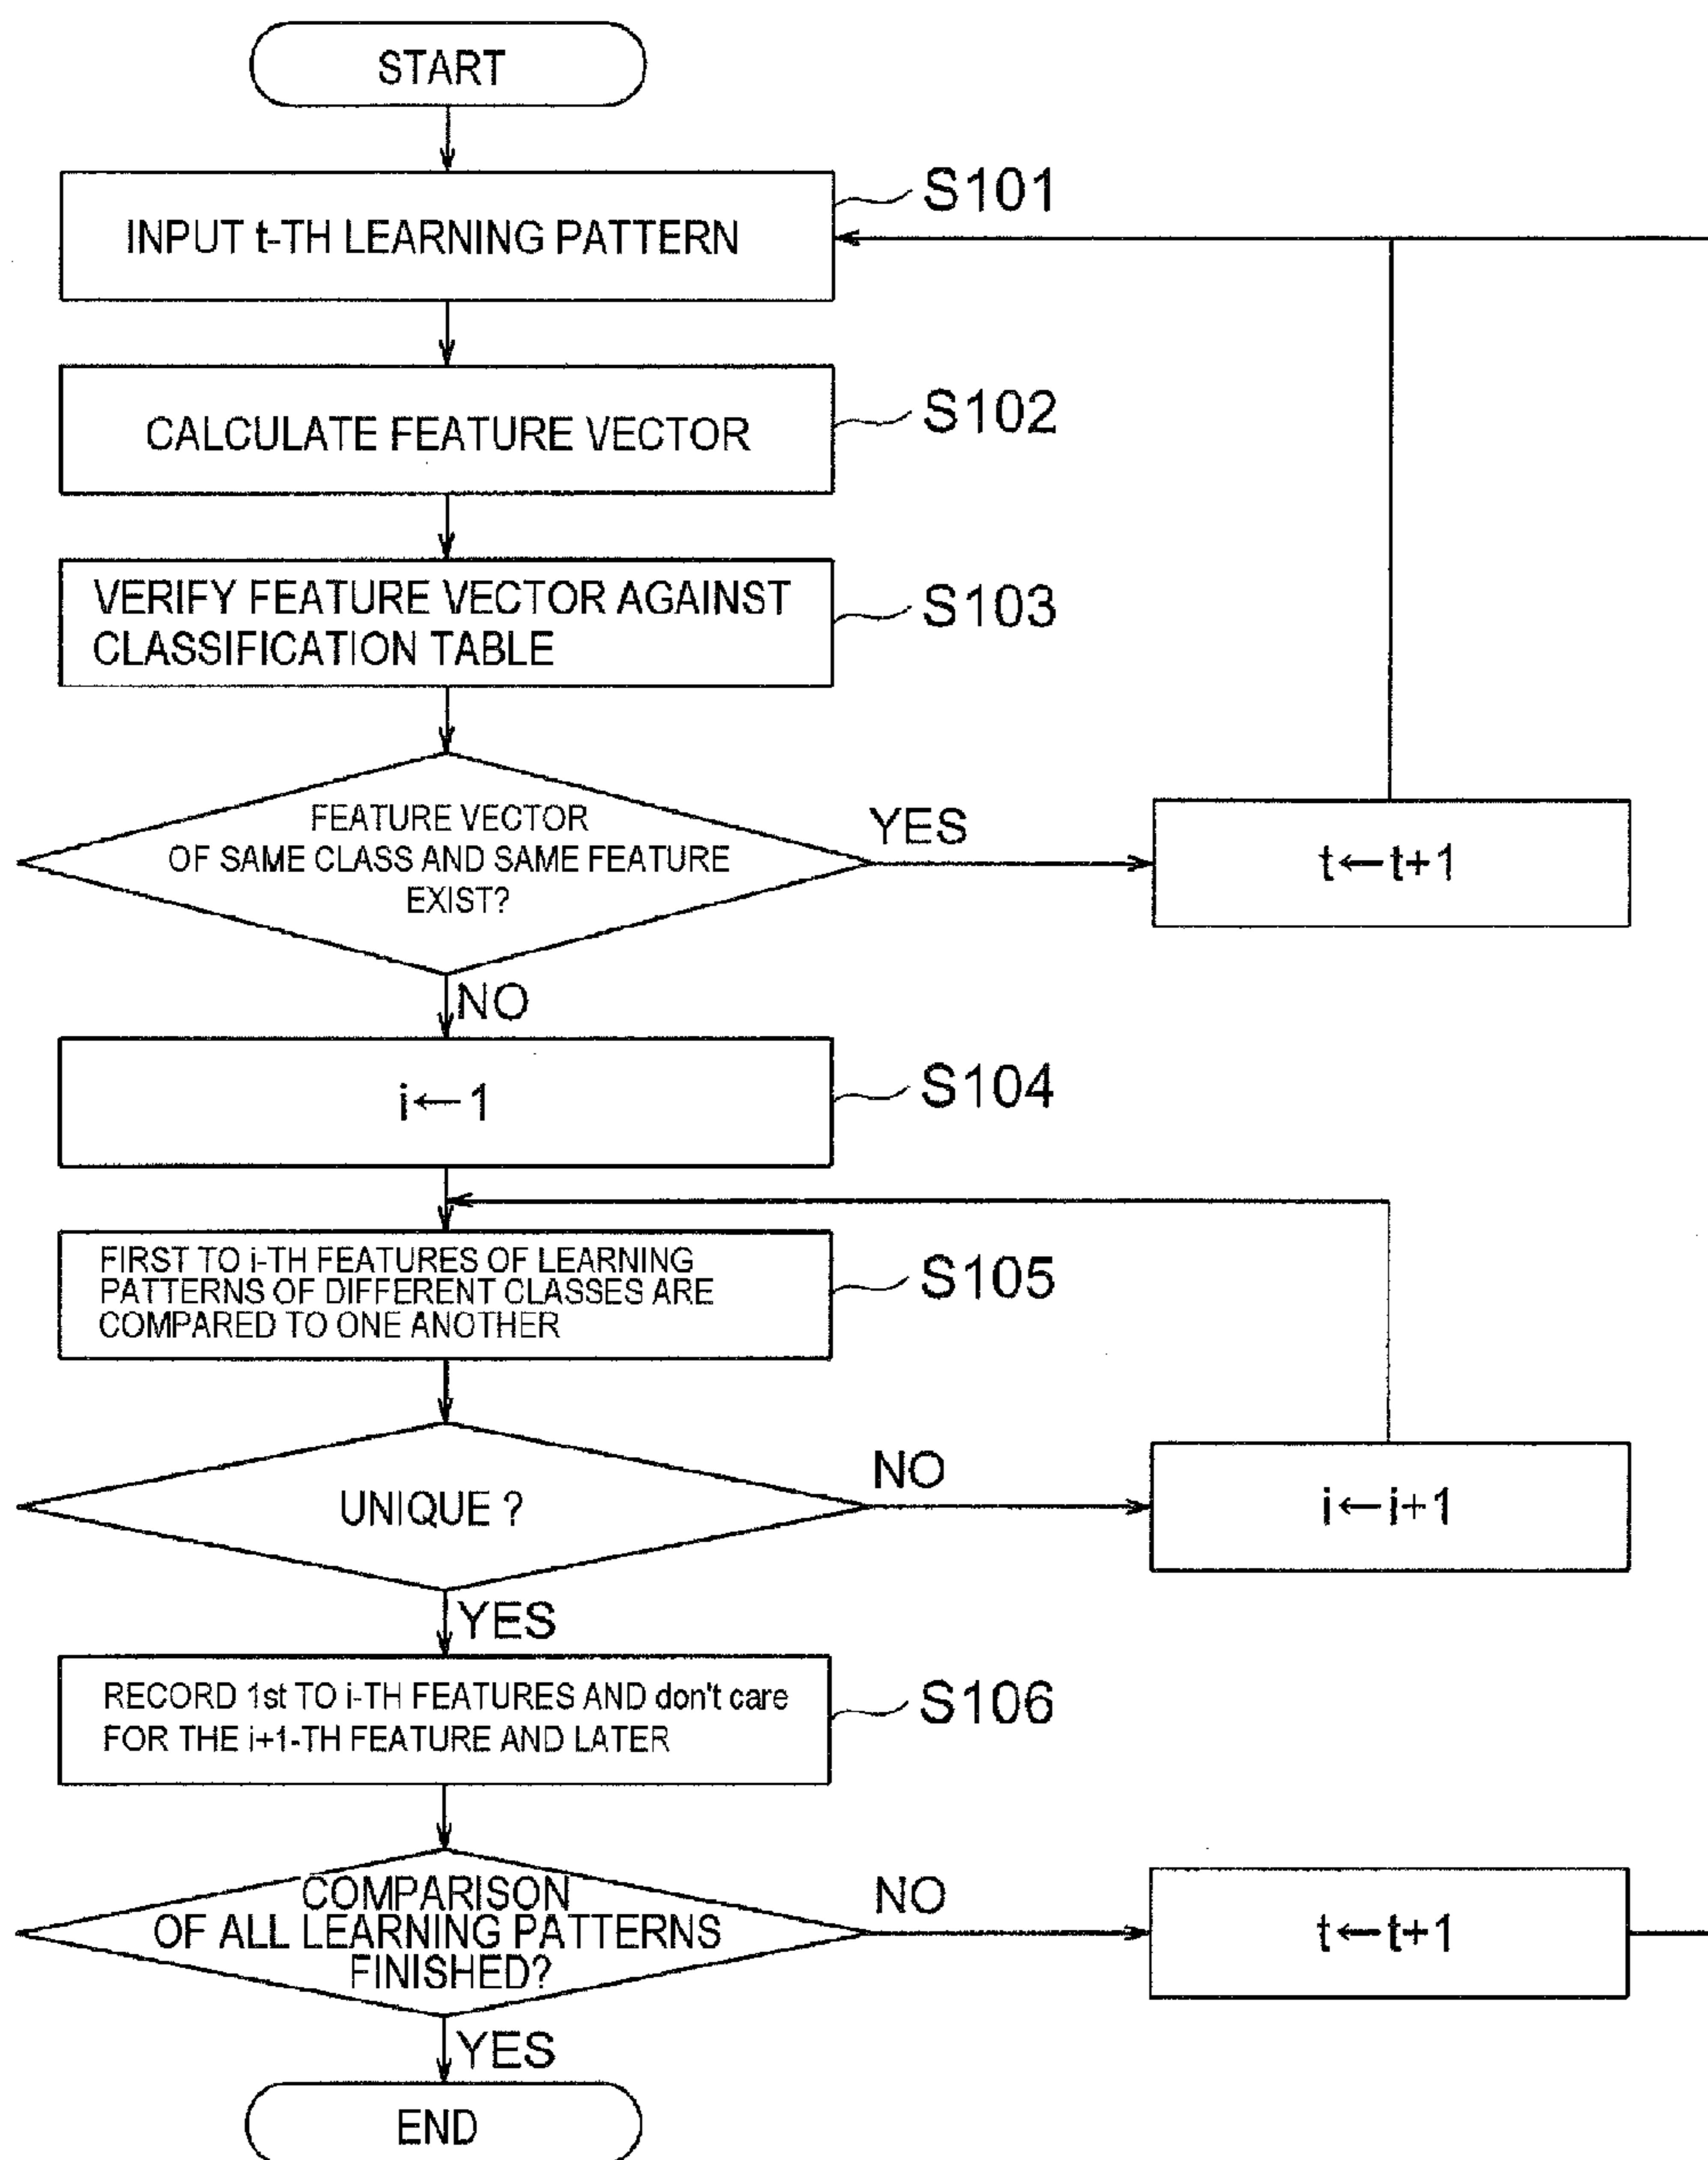 START
INPUT t-TH LEARNING PATTERN
S101
CALCULATE FEATURE VECTOR
S102
VERIFY FEATURE VECTOR AGAINST
CLASSIFICATION TABLE
S103
FEATURE VECTOR
OF SAME CLASS AND SAME FEATURE
EXIST?
YES
t←t+1
NO
i←1
S104
FIRST TO i-TH FEATURES OF LEARNING
PATTERNS OF DIFFERENT CLASSES ARE
COMPARED TO ONE ANOTHER
S105
UNIQUE ?
NO
i←i+1
YES
RECORD 1st TO i-TH FEATURES AND don't care
FOR THE i+1-TH FEATURE AND LATER
S106
COMPARISON
OF ALL LEARNING PATTERNS
FINISHED?
NO
t←t+1
YES
END